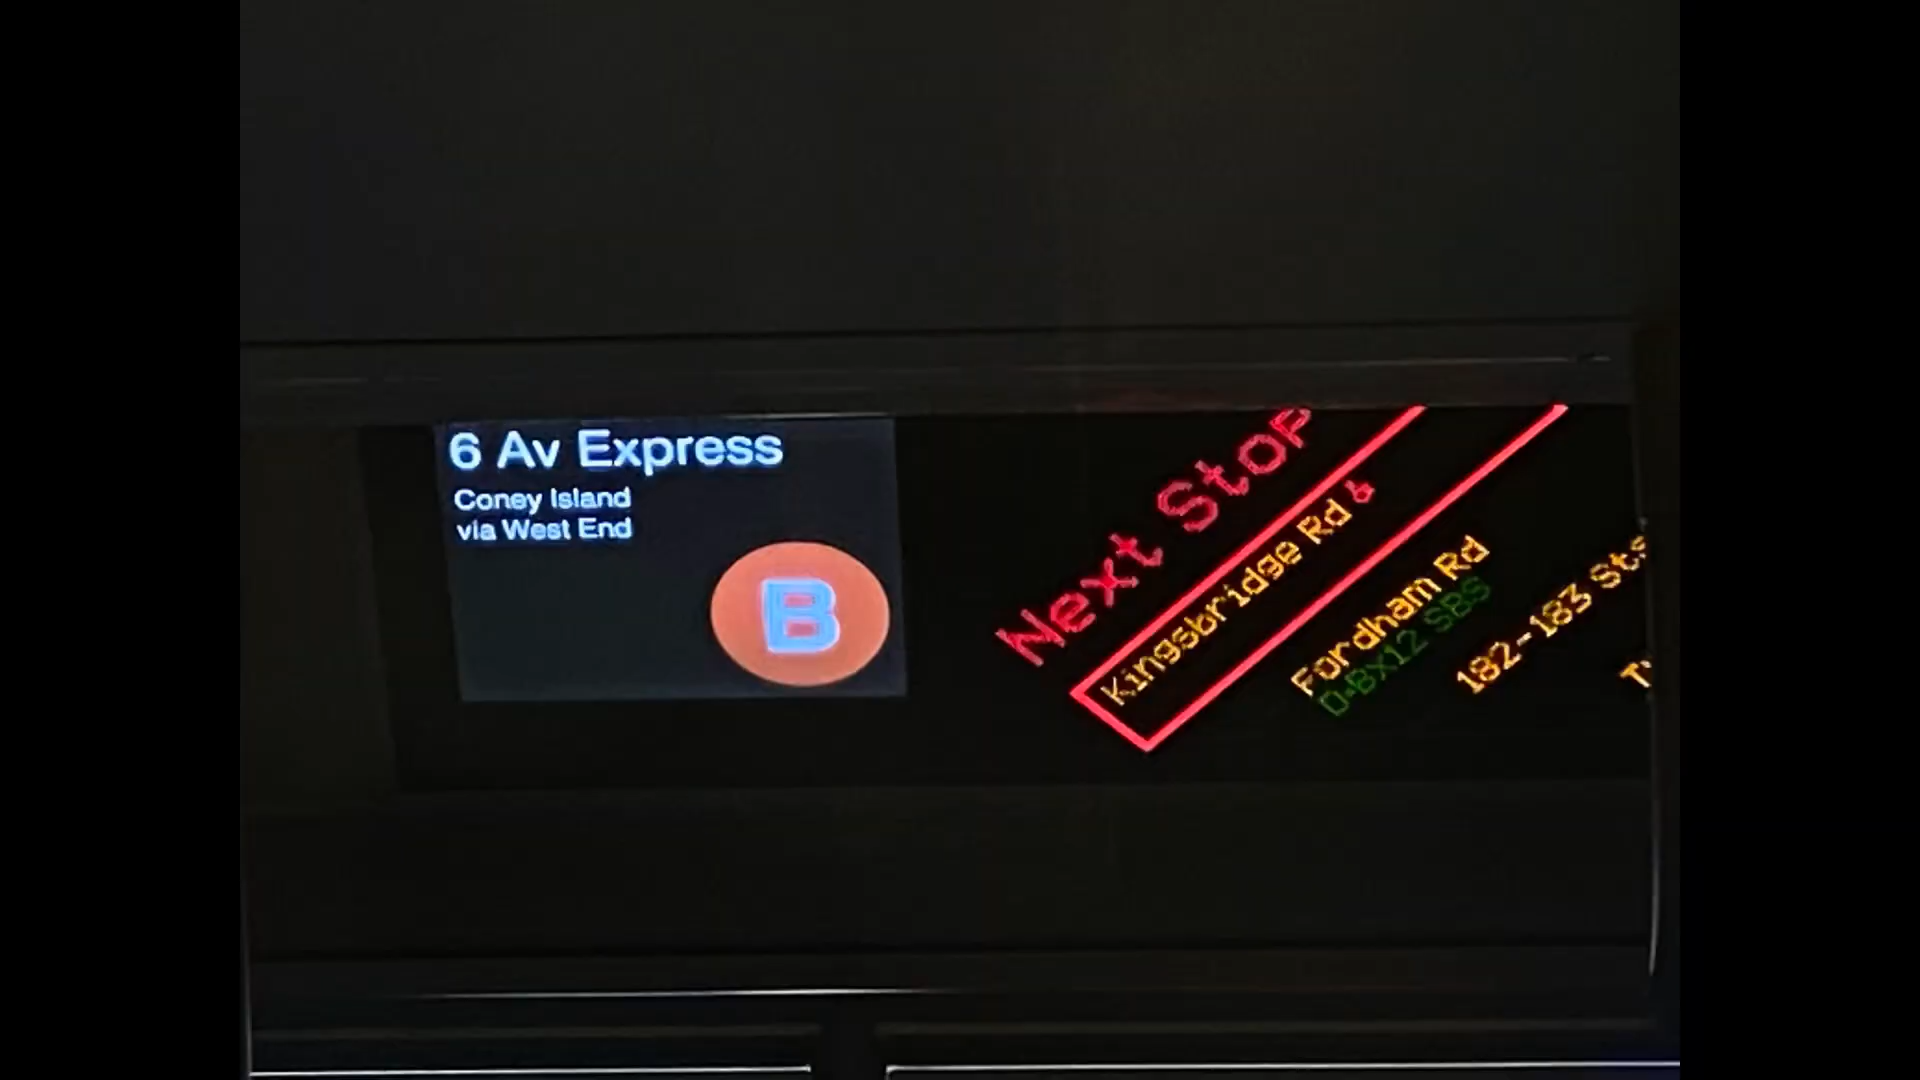 6 Av Express
Coney Island
via West End
B
Next Stop
Kingsbridge Rd
Fordham Rd
D•BX12 SBS
182-183 Sts